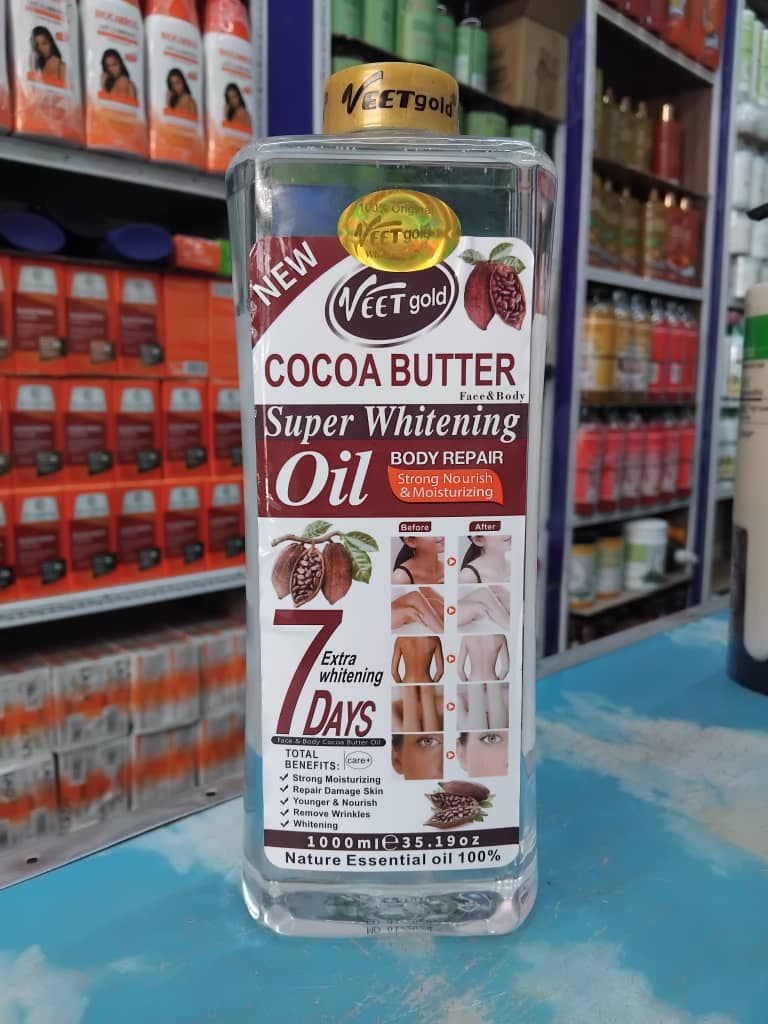 VEETgold
100% Original
VEETgold
NEW
VEET gold
COCOA BUTTER
Face&Body
Super Whitening
Oil
BODY REPAIR
Strong Nourish
& Moisturizing
Before
After
7
Extra
whitening
DAYS
Face & Body Cocoa Butter Oil
TOTAL
BENEFITS:
care+
✓ Strong Moisturizing
✓ Repair Damage Skin
✓ Younger & Nourish
✓ Remove Wrinkles
✓ Whitening
1000ml℮35.19oz
Nature Essential oil 100%